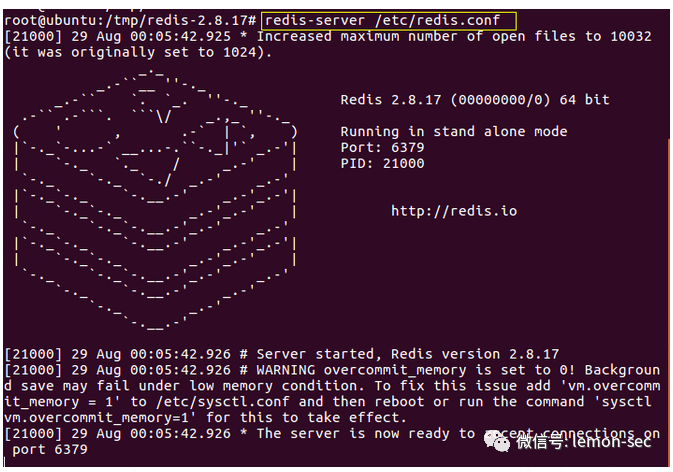 root@ubuntu:/tmp/redis-2.8.17# redis-server /etc/redis.conf
[21000] 29 Aug 00:05:42.925 * Increased maximum number of open files to 10032
(it was originally set to 1024).
Redis 2.8.17 (00000000/0) 64 bit
Running in stand alone mode
Port: 6379
PID: 21000
http://redis.io
[21000] 29 Aug 00:05:42.926 # Server started, Redis version 2.8.17
[21000] 29 Aug 00:05:42.926 # WARNING overcommit_memory is set to 0! Backgroun
d save may fail under low memory condition. To fix this issue add 'vm.overcomm
it_memory = 1' to /etc/sysctl.conf and then reboot or run the command 'sysctl
vm.overcommit_memory=1' for this to take effect.
[21000] 29 Aug 00:05:42.926 * The server is now ready to accept connections on
port 6379
微信号: lemon-sec